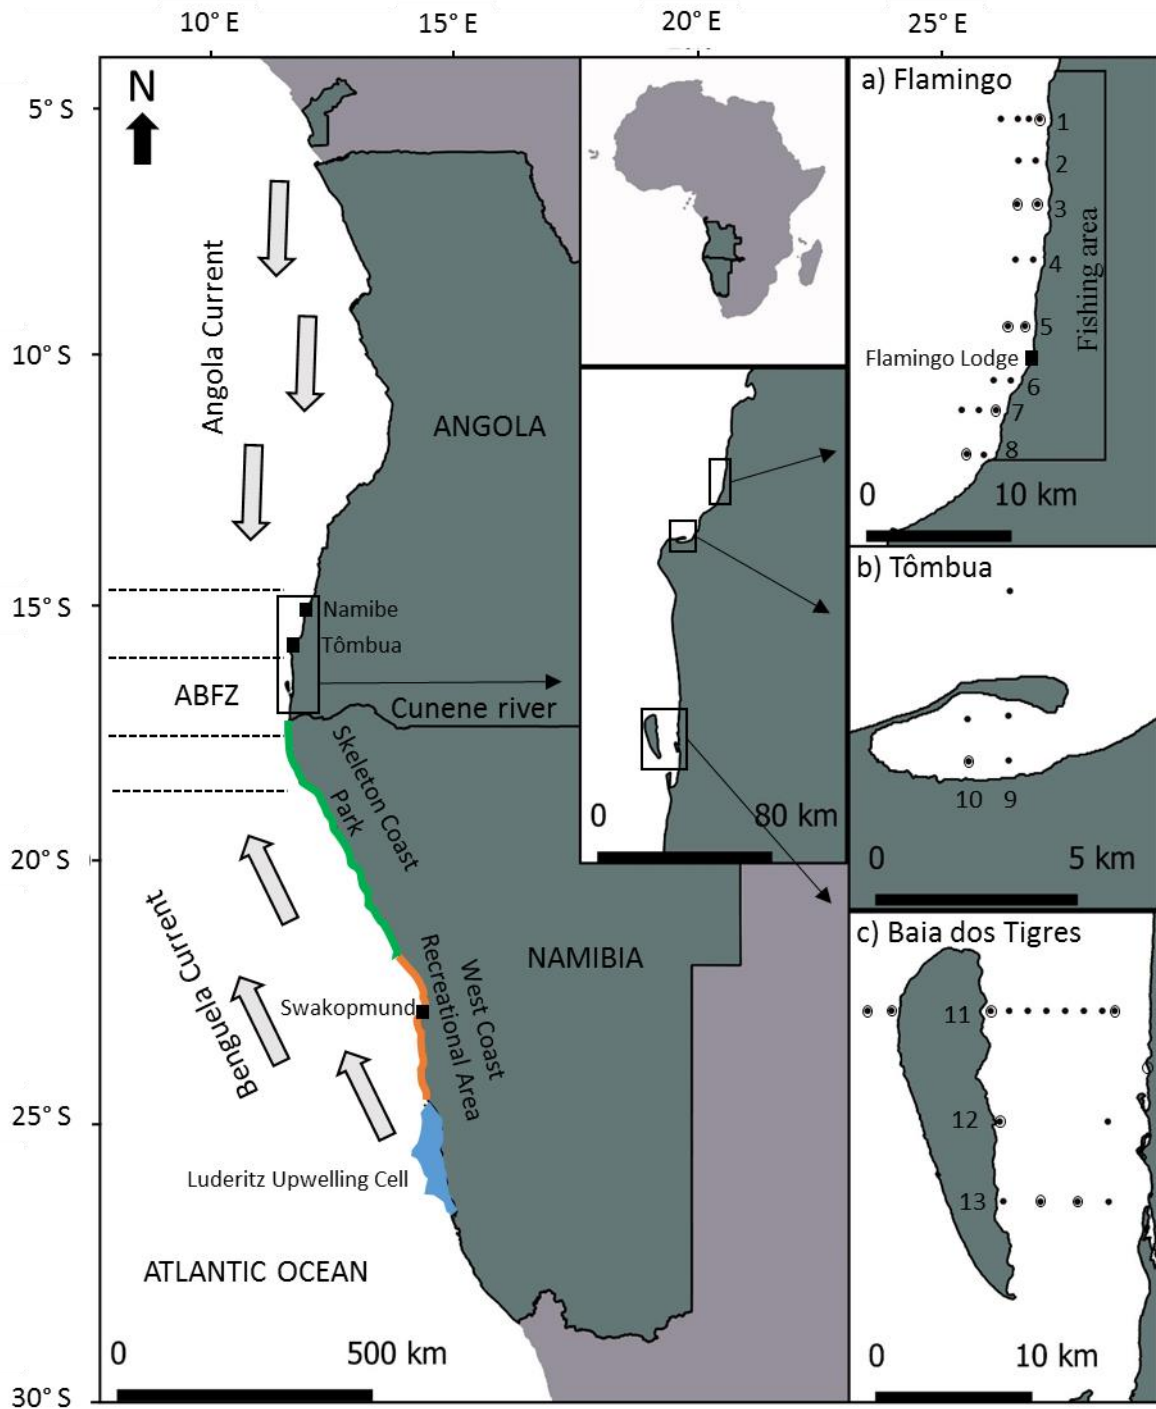 10° E
15° E
20° E
25° E
5° S
10° S
15° S
20° S
25° S
30° S
N
Angola Current
ANGOLA
Namibe
Tômbua
ABFZ
Cunene river
Skeleton Coast
Park
Benguela Current
NAMIBIA
West Coast
Recreational Area
Swakopmund
Luderitz Upwelling Cell
ATLANTIC OCEAN
0
500 km
0
80 km
a) Flamingo
1
2
3
4
5
Flamingo Lodge
6
7
8
Fishing area
0
10 km
b) Tômbua
10
9
0
5 km
c) Baia dos Tigres
11
12
13
0
10 km